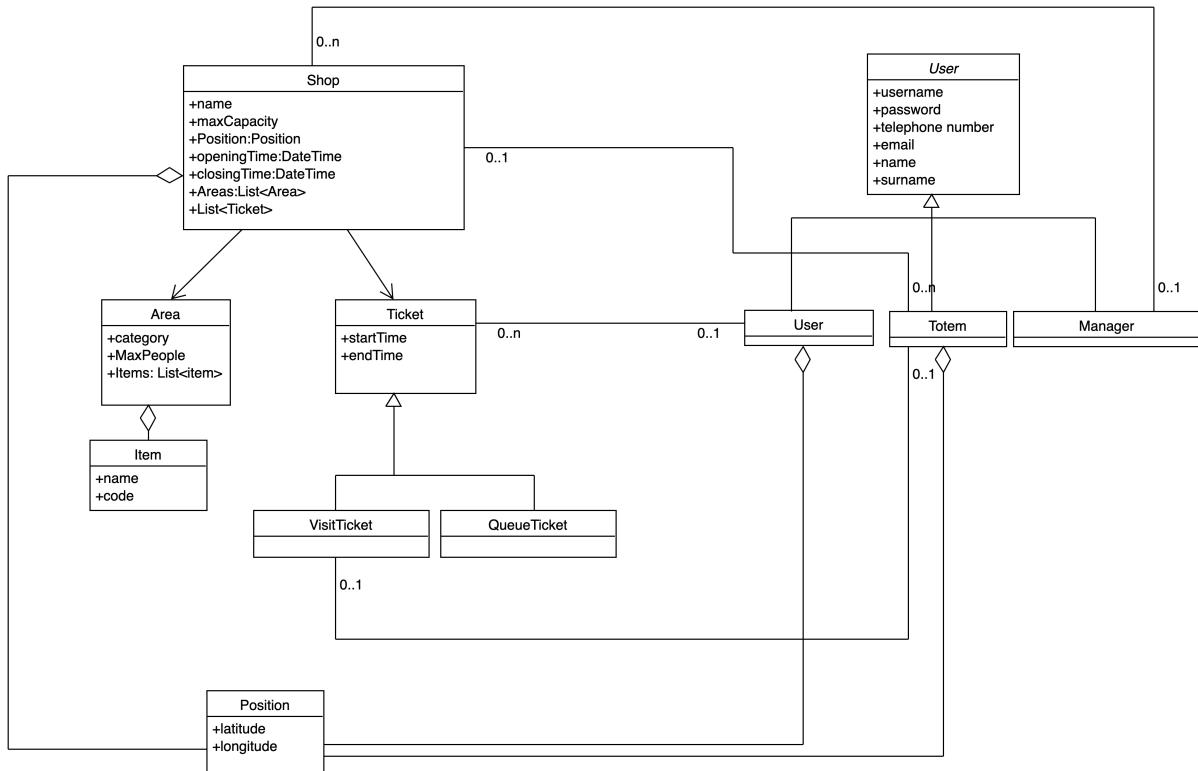 0..n
Shop
+name
+maxCapacity
+Position:Position
+openingTime:DateTime
+closingTime:DateTime
+Areas:List<Area>
+List<Ticket>
0..1
User
+username
+password
+telephone number
+email
+name
+surname
0..n
0..1
Area
+category
+MaxPeople
+Items: List<item>
Ticket
+startTime
+endTime
0..n
0..1
User
Totem
Manager
0..1
Item
+name
+code
VisitTicket
QueueTicket
0..1
Position
+latitude
+longitude